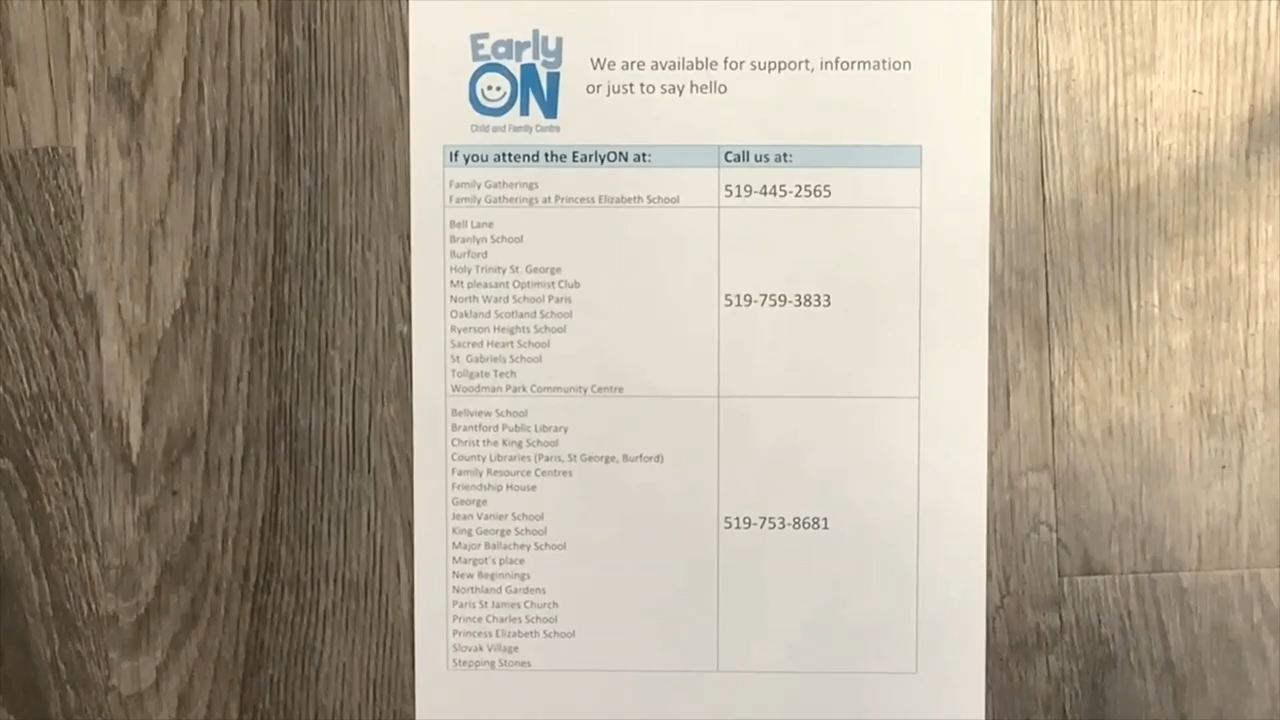 Early
ON
Child and Family Centre
We are available for support, information
or just to say hello
If you attend the EarlyON at:
Call us at:
Family Gatherings
Family Gatherings at Princess Elizabeth School
519-445-2565
Bell Lane
Branlyn School
Burford
Holy Trinity St. George
Mt pleasant Optimist Club
North Ward School Paris
Oakland Scotland School
Ryerson Heights School
Sacred Heart School
St. Gabriels School
Tollgate Tech
Woodman Park Community Centre
519-759-3833
Bellview School
Brantford Public Library
Christ the King School
County Libraries (Paris, St George, Burford)
Family Resource Centres
Friendship House
George
Jean Vanier School
King George School
Major Ballachey School
Margot's place
New Beginnings
Northland Gardens
Paris St James Church
Prince Charles School
Princess Elizabeth School
Slovak Village
Stepping Stones
519-753-8681